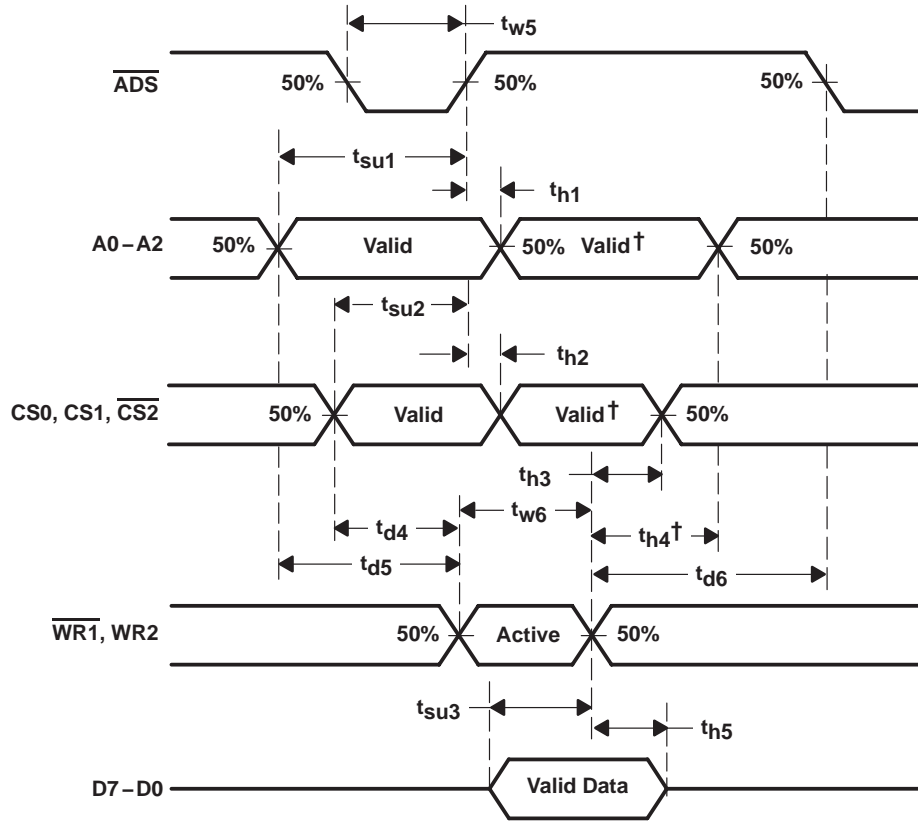 tw5
ADS 50% 50% 50%
tsu1
th1
A0–A2 50% Valid 50% Valid† 50%
tsu2
th2
CS0, CS1, CS2 50% Valid Valid† 50%
th3
tw6
td4 th4†
td5 td6
WR1, WR2 50% Active 50%
tsu3
th5
D7–D0 Valid Data